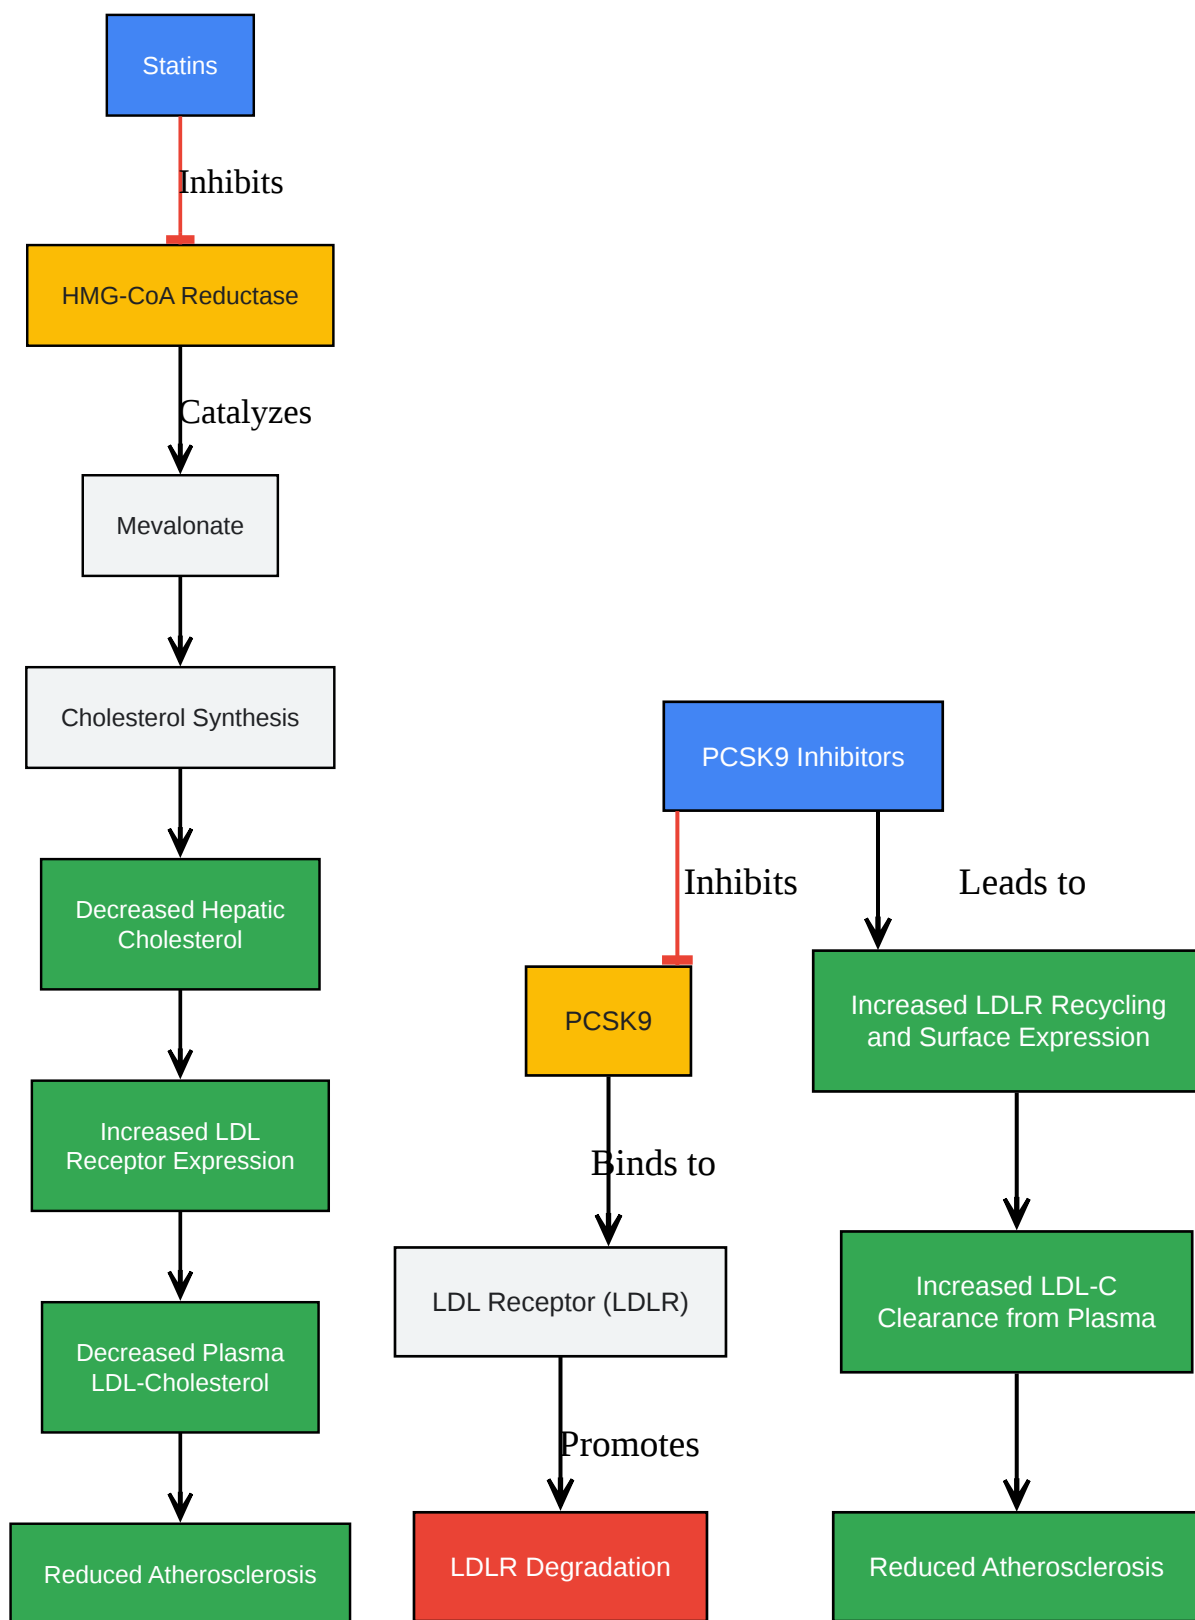 Statins
Inhibits
HMG-CoA Reductase
Catalyzes
Mevalonate
Cholesterol Synthesis
Decreased Hepatic
Cholesterol
Increased LDL
Receptor Expression
Decreased Plasma
LDL-Cholesterol
Reduced Atherosclerosis
PCSK9 Inhibitors
Inhibits
PCSK9
Binds to
LDL Receptor (LDLR)
Promotes
LDLR Degradation
Leads to
Increased LDLR Recycling
and Surface Expression
Increased LDL-C
Clearance from Plasma
Reduced Atherosclerosis